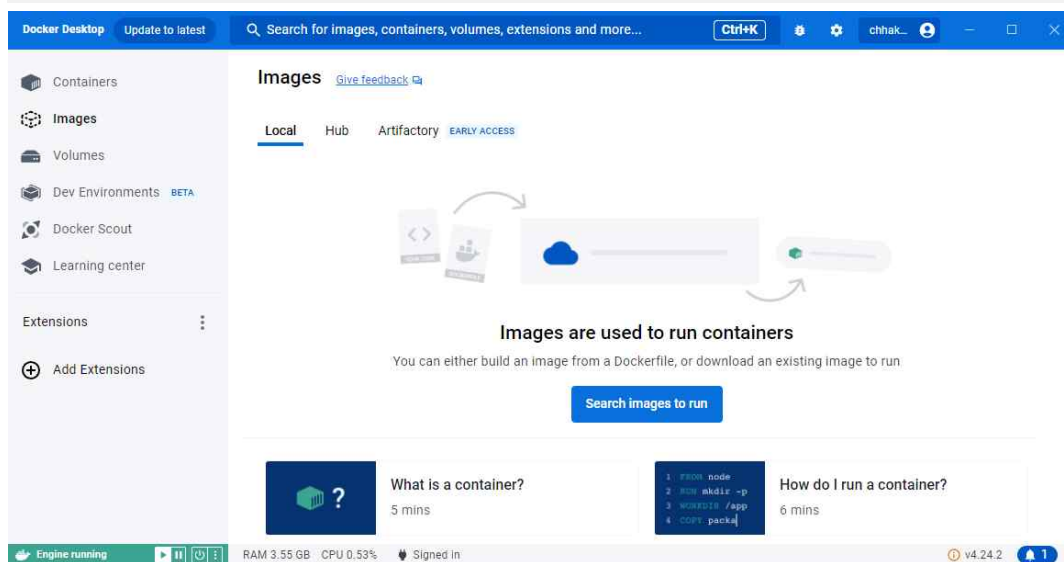 Docker Desktop Update to latest Search for images, containers, volumes, extensions and more... Ctrl+K chhak...
Containers
Images
Volumes
Dev Environments BETA
Docker Scout
Learning center
Extensions
Add Extensions
Images Give feedback
Local Hub Artifactory EARLY ACCESS
Images are used to run containers
You can either build an image from a Dockerfile, or download an existing image to run
Search images to run
?
What is a container?
5 mins
1 FROM node
2 RUN mkdir -p
3 WORKDIR /app
4 COPY packa
How do I run a container?
6 mins
Engine running RAM 3.55 GB CPU 0.53% Signed in v4.24.2 1